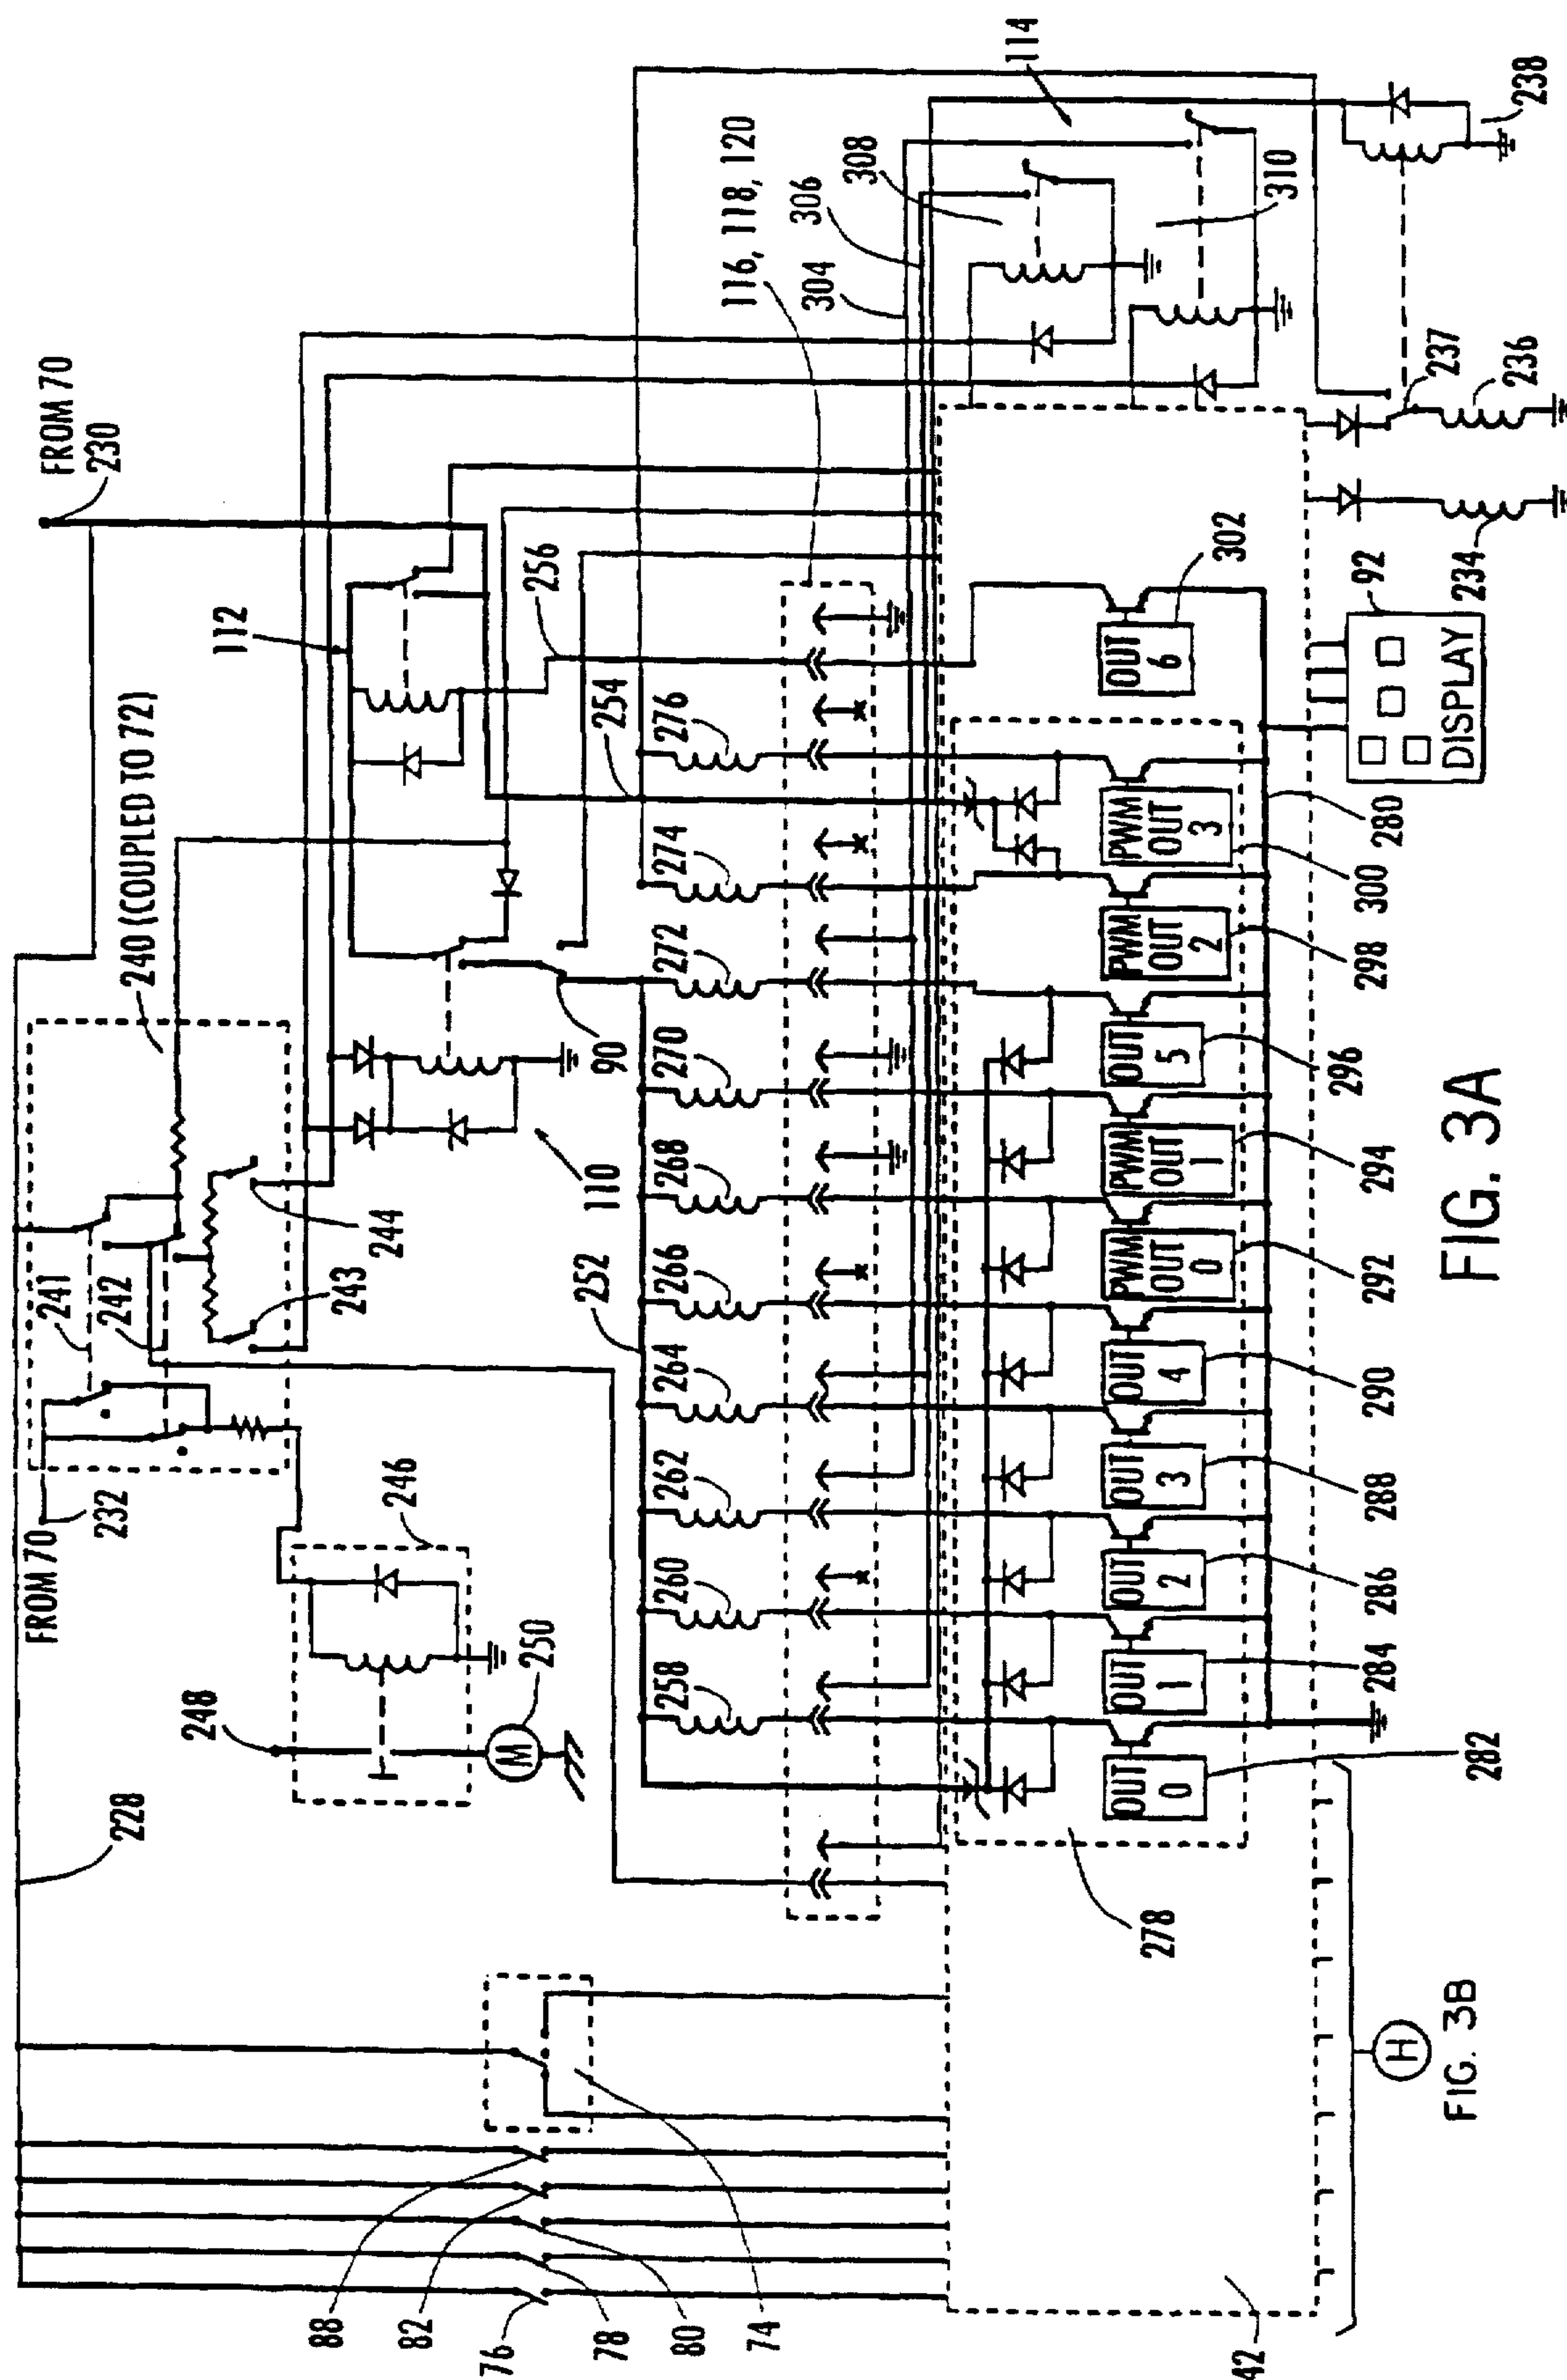 FROM 70
230
FROM 70
232
240 (COUPLED TO 72)
241
242
243
244
228
246
248
250
M
112
110
90
252
254
256
258
260
262
264
266
268
270
272
274
276
116, 118, 120
304
306
308
310
114
88
82
76
78
80
74
42
278
OUT 0
OUT 1
OUT 2
OUT 3
OUT 4
PWM OUT 0
PWM OUT 1
OUT 5
PWM OUT 2
PWM OUT 3
OUT 6
282
284
286
288
290
292
294
296
298
300
302
280
DISPLAY
92
234
236
237
238
H
FIG. 3B
FIG. 3A